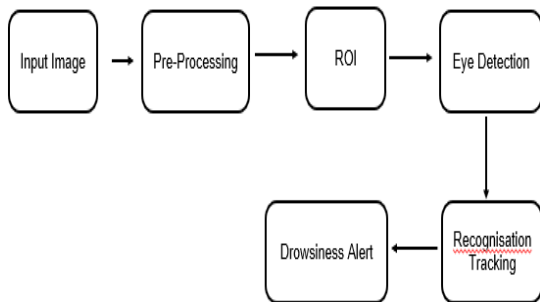 Input Image
Pre-Processing
ROI
Eye Detection
Drowsiness Alert
Recognisation
Tracking